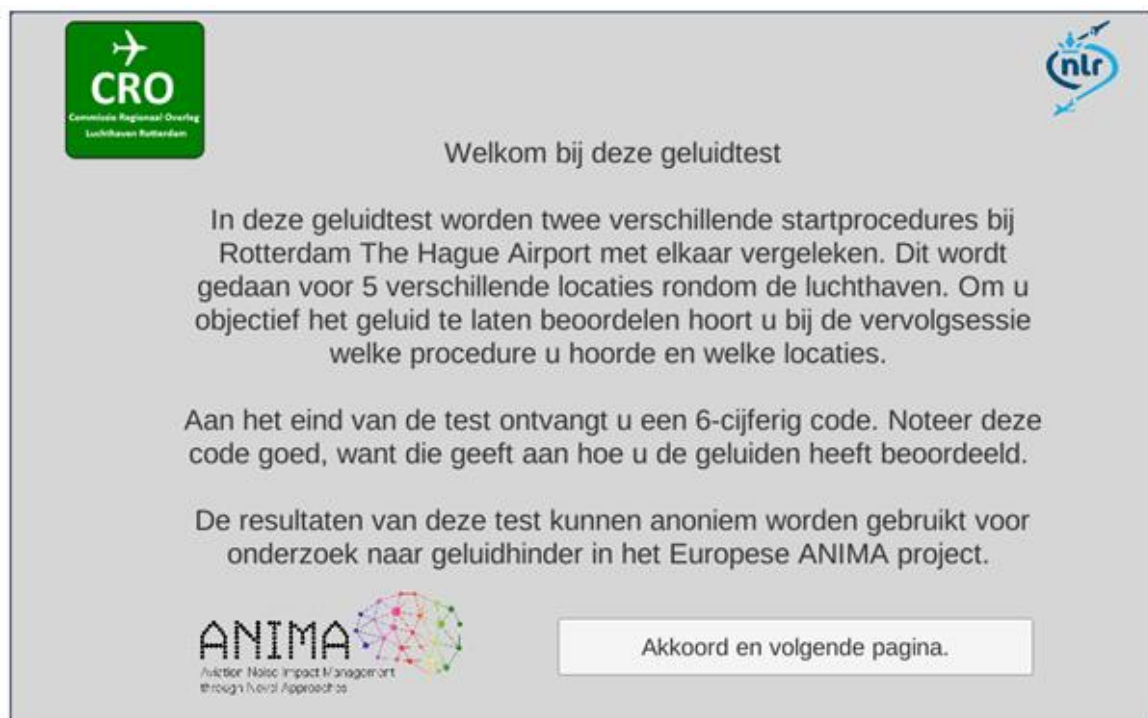 CRO
Commissie Regionaal Overleg
Luchthaven Rotterdam
nlr
Welkom bij deze geluidtest
In deze geluidtest worden twee verschillende startprocedures bij
Rotterdam The Hague Airport met elkaar vergeleken. Dit wordt
gedaan voor 5 verschillende locaties rondom de luchthaven. Om u
objectief het geluid te laten beoordelen hoort u bij de vervolgsessie
welke procedure u hoorde en welke locaties.
Aan het eind van de test ontvangt u een 6-cijferig code. Noteer deze
code goed, want die geeft aan hoe u de geluiden heeft beoordeeld.
De resultaten van deze test kunnen anoniem worden gebruikt voor
onderzoek naar geluidhinder in het Europese ANIMA project.
ANIMA
Aviation Noise Impact Management
through Novel Approaches
Akkoord en volgende pagina.